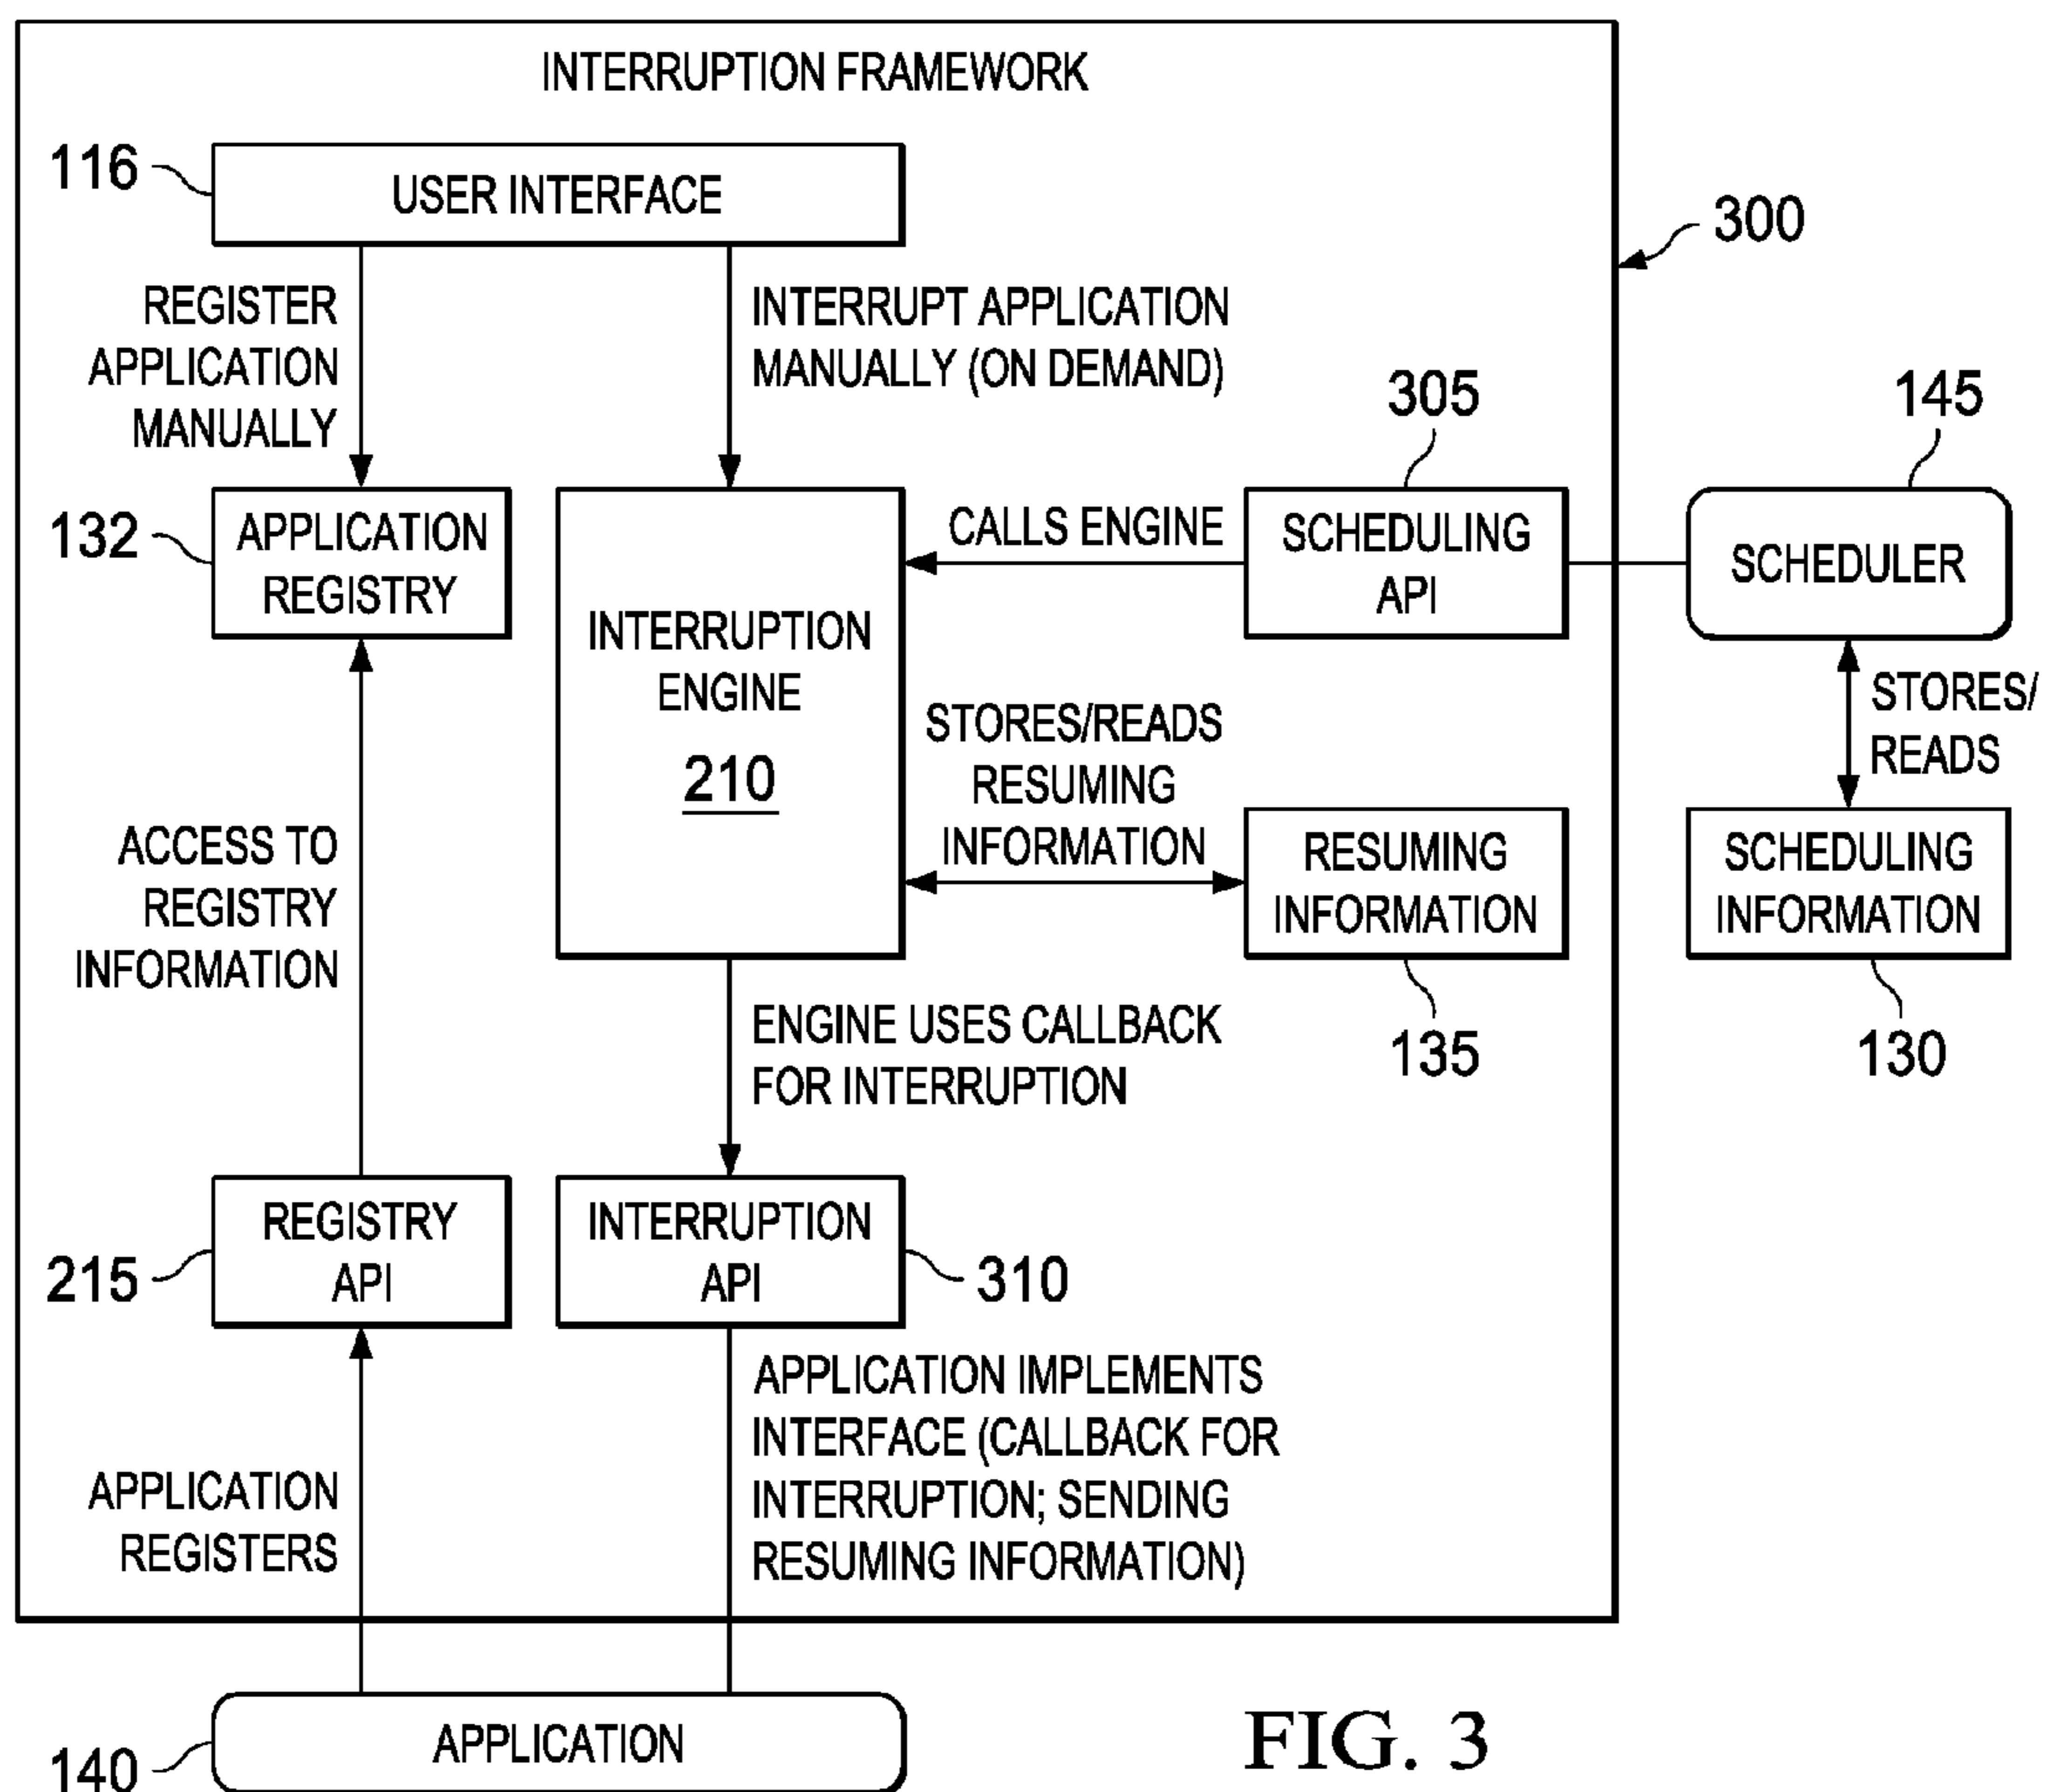 INTERRUPTION FRAMEWORK
116
USER INTERFACE
300
REGISTER
APPLICATION
MANUALLY
INTERRUPT APPLICATION
MANUALLY (ON DEMAND)
305
145
132
APPLICATION
REGISTRY
CALLS ENGINE
SCHEDULING
API
SCHEDULER
INTERRUPTION
ENGINE
210
STORES/READS
RESUMING
INFORMATION
STORES/
READS
ACCESS TO
REGISTRY
INFORMATION
RESUMING
INFORMATION
SCHEDULING
INFORMATION
135
130
ENGINE USES CALLBACK
FOR INTERRUPTION
215
REGISTRY
API
INTERRUPTION
API
310
APPLICATION
REGISTERS
APPLICATION IMPLEMENTS
INTERFACE (CALLBACK FOR
INTERRUPTION; SENDING
RESUMING INFORMATION)
140
APPLICATION
FIG. 3